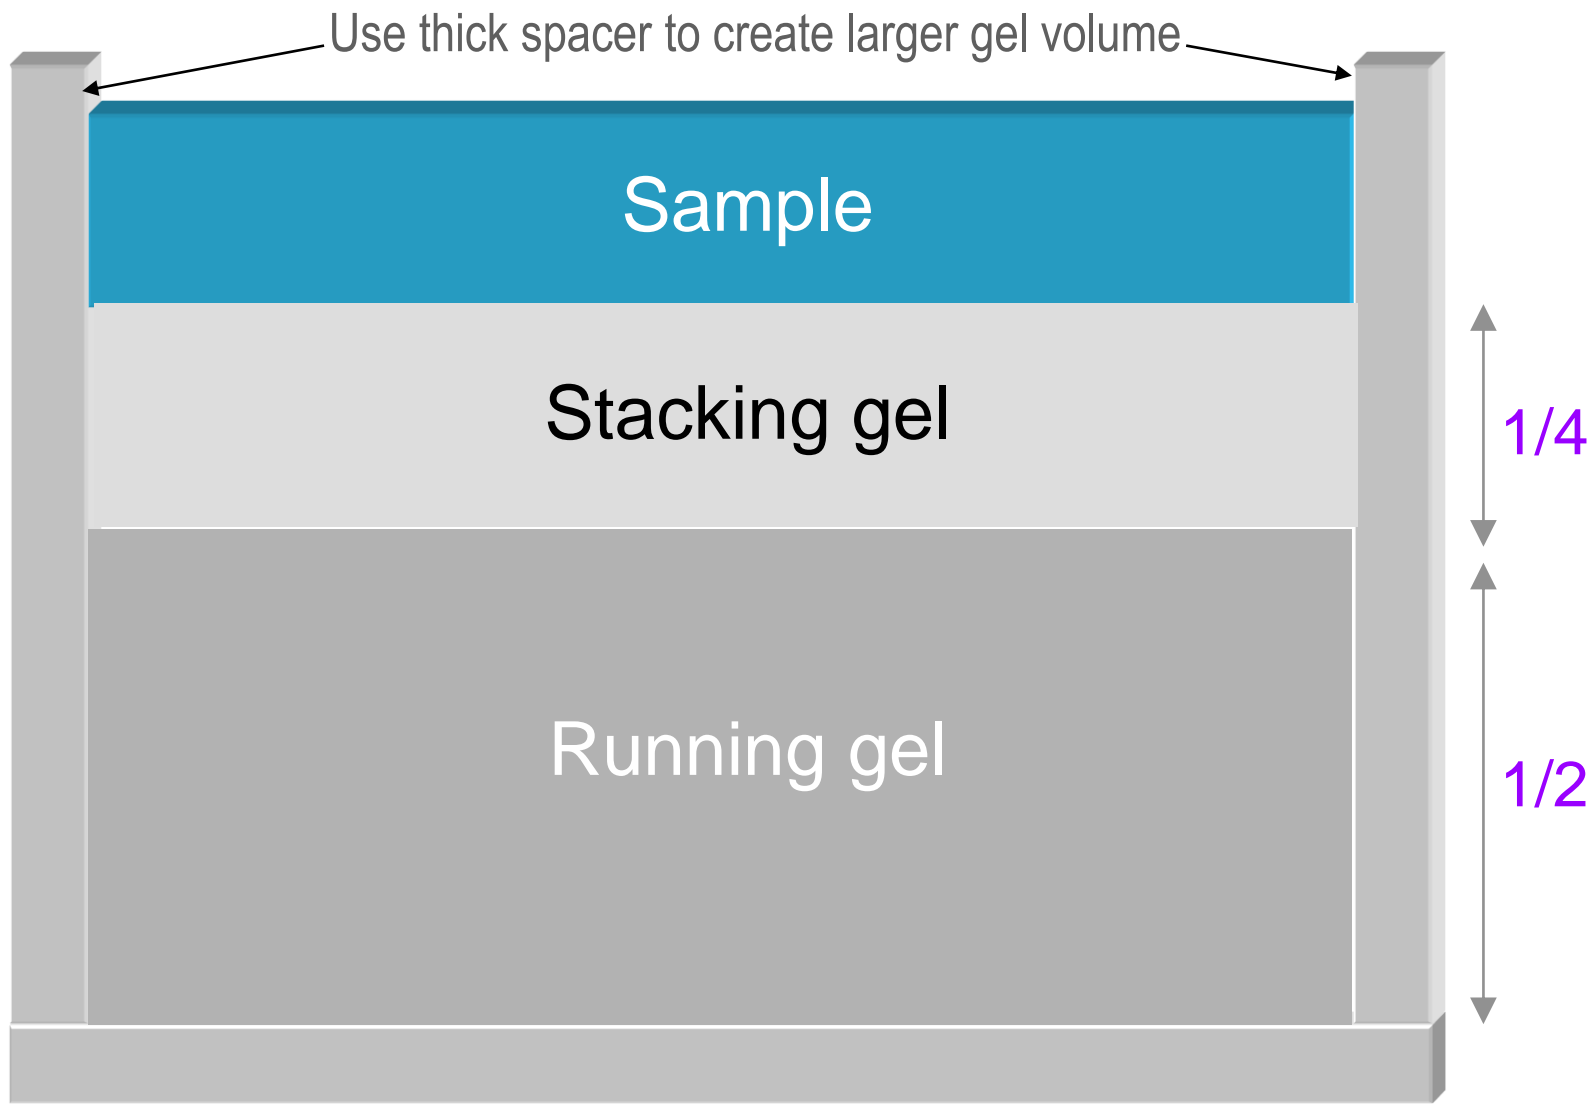 Use thick spacer to create larger gel volume
Sample
Stacking gel
1/4
Running gel
1/2